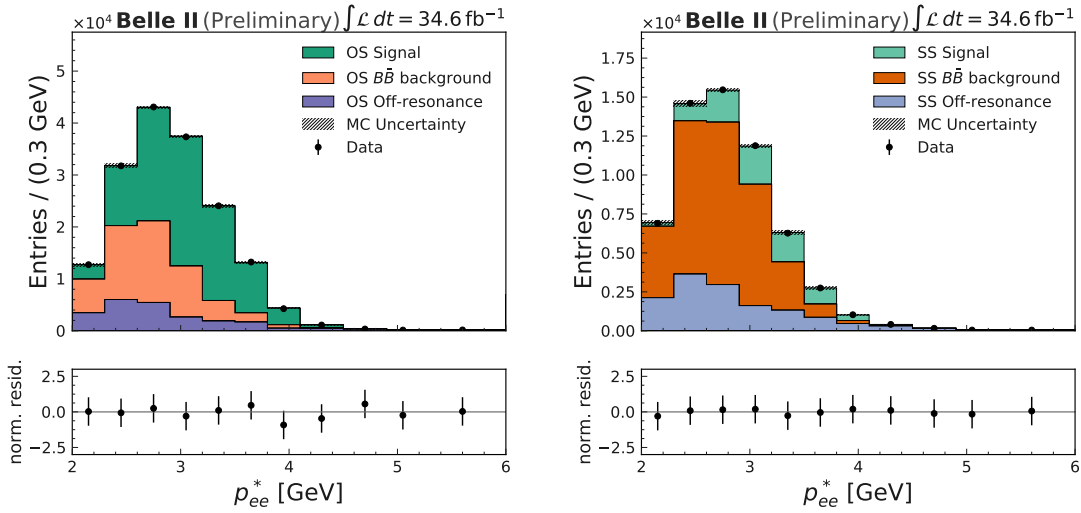 ×10⁴ Belle II (Preliminary) ∫ℒ dt = 34.6 fb⁻¹
OS Signal
OS BB̄ background
OS Off-resonance
MC Uncertainty
Data
Entries / (0.3 GeV)
5
4
3
2
1
0
norm. resid.
2.5
0.0
−2.5
2 3 4 5 6
p*ee [GeV]
×10⁴ Belle II (Preliminary) ∫ℒ dt = 34.6 fb⁻¹
SS Signal
SS BB̄ background
SS Off-resonance
MC Uncertainty
Data
Entries / (0.3 GeV)
1.75
1.50
1.25
1.00
0.75
0.50
0.25
0.00
norm. resid.
2.5
0.0
−2.5
2 3 4 5 6
p*ee [GeV]